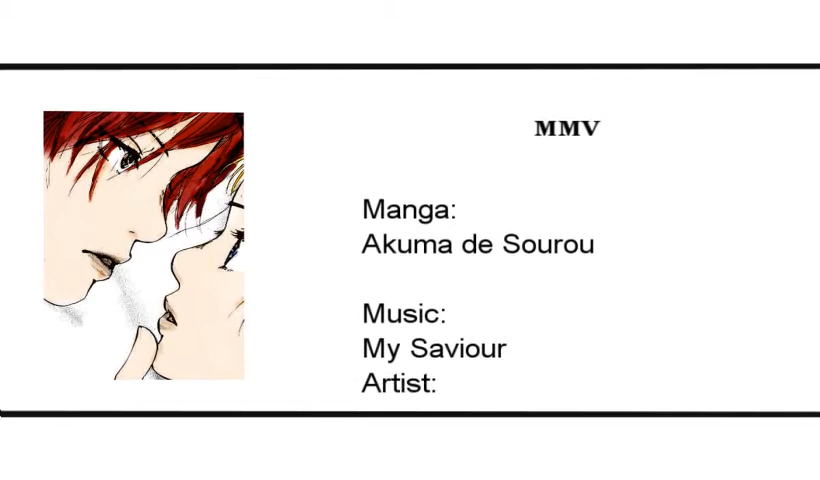 MMV
Manga:
Akuma de Sourou
Music:
My Saviour
Artist: